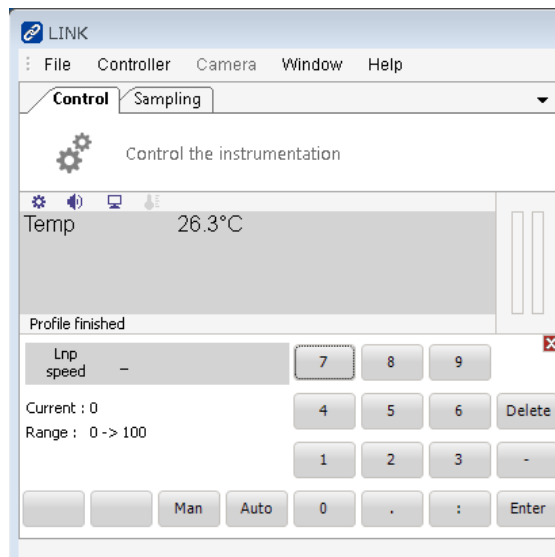 LINK
File Controller Camera Window Help
Control Sampling
Control the instrumentation
Temp 26.3°C
Profile finished
Lnp
speed –
7 8 9
Current : 0
4 5 6 Delete
Range : 0 -> 100
1 2 3 -
Man Auto 0 . : Enter